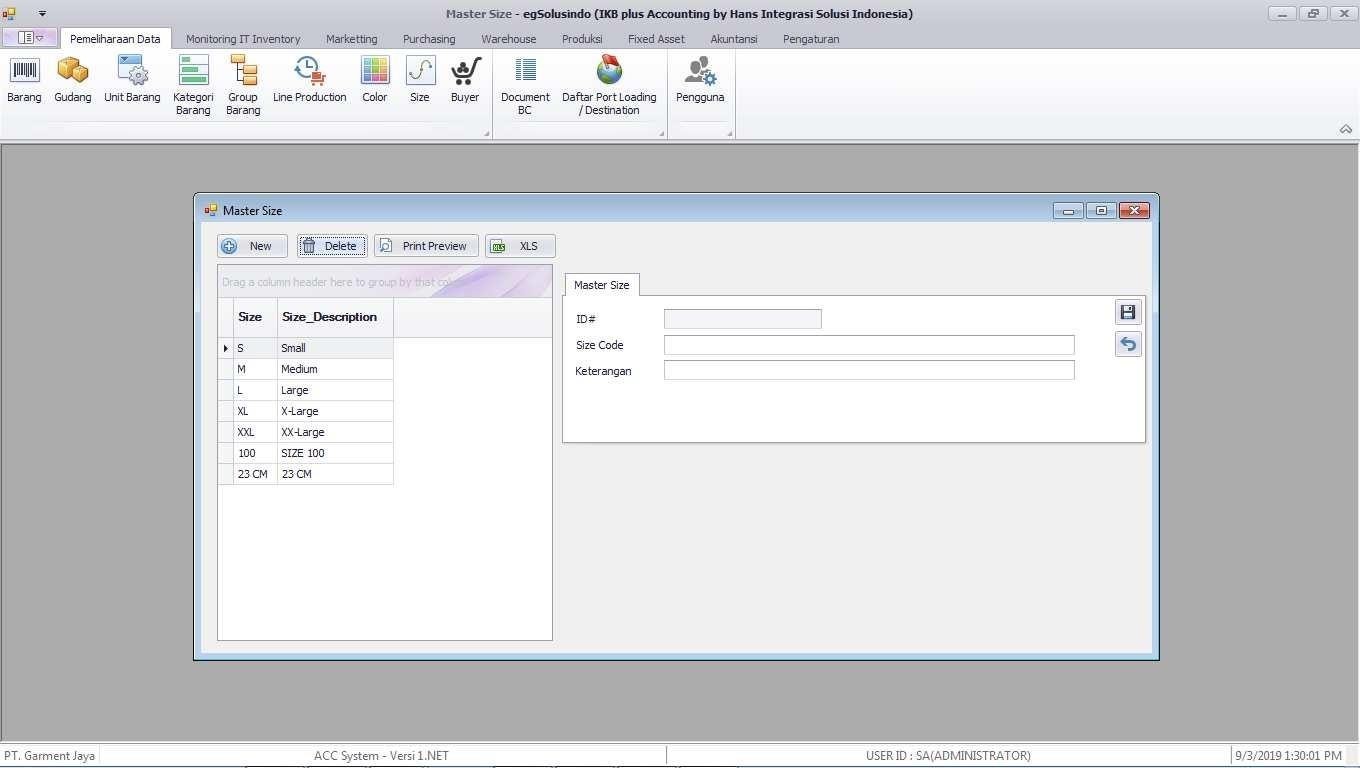 Master Size - egSolusindo (IKB plus Accounting by Hans Integrasi Solusi Indonesia)
Pemeliharaan Data Monitoring IT Inventory Marketting Purchasing Warehouse Produksi Fixed Asset Akuntansi Pengaturan
Barang Gudang Unit Barang Kategori Barang Group Barang Line Production Color Size Buyer Document BC Daftar Port Loading / Destination Pengguna
Master Size
New Delete Print Preview XLS XLS
Drag a column header here to group by that col
Size Size_Description
S Small
M Medium
L Large
XL X-Large
XXL XX-Large
100 SIZE 100
23 CM 23 CM
Master Size
ID#
Size Code
Keterangan
PT. Garment Jaya ACC System - Versi 1.NET USER ID : SA(ADMINISTRATOR) 9/3/2019 1:30:01 PM